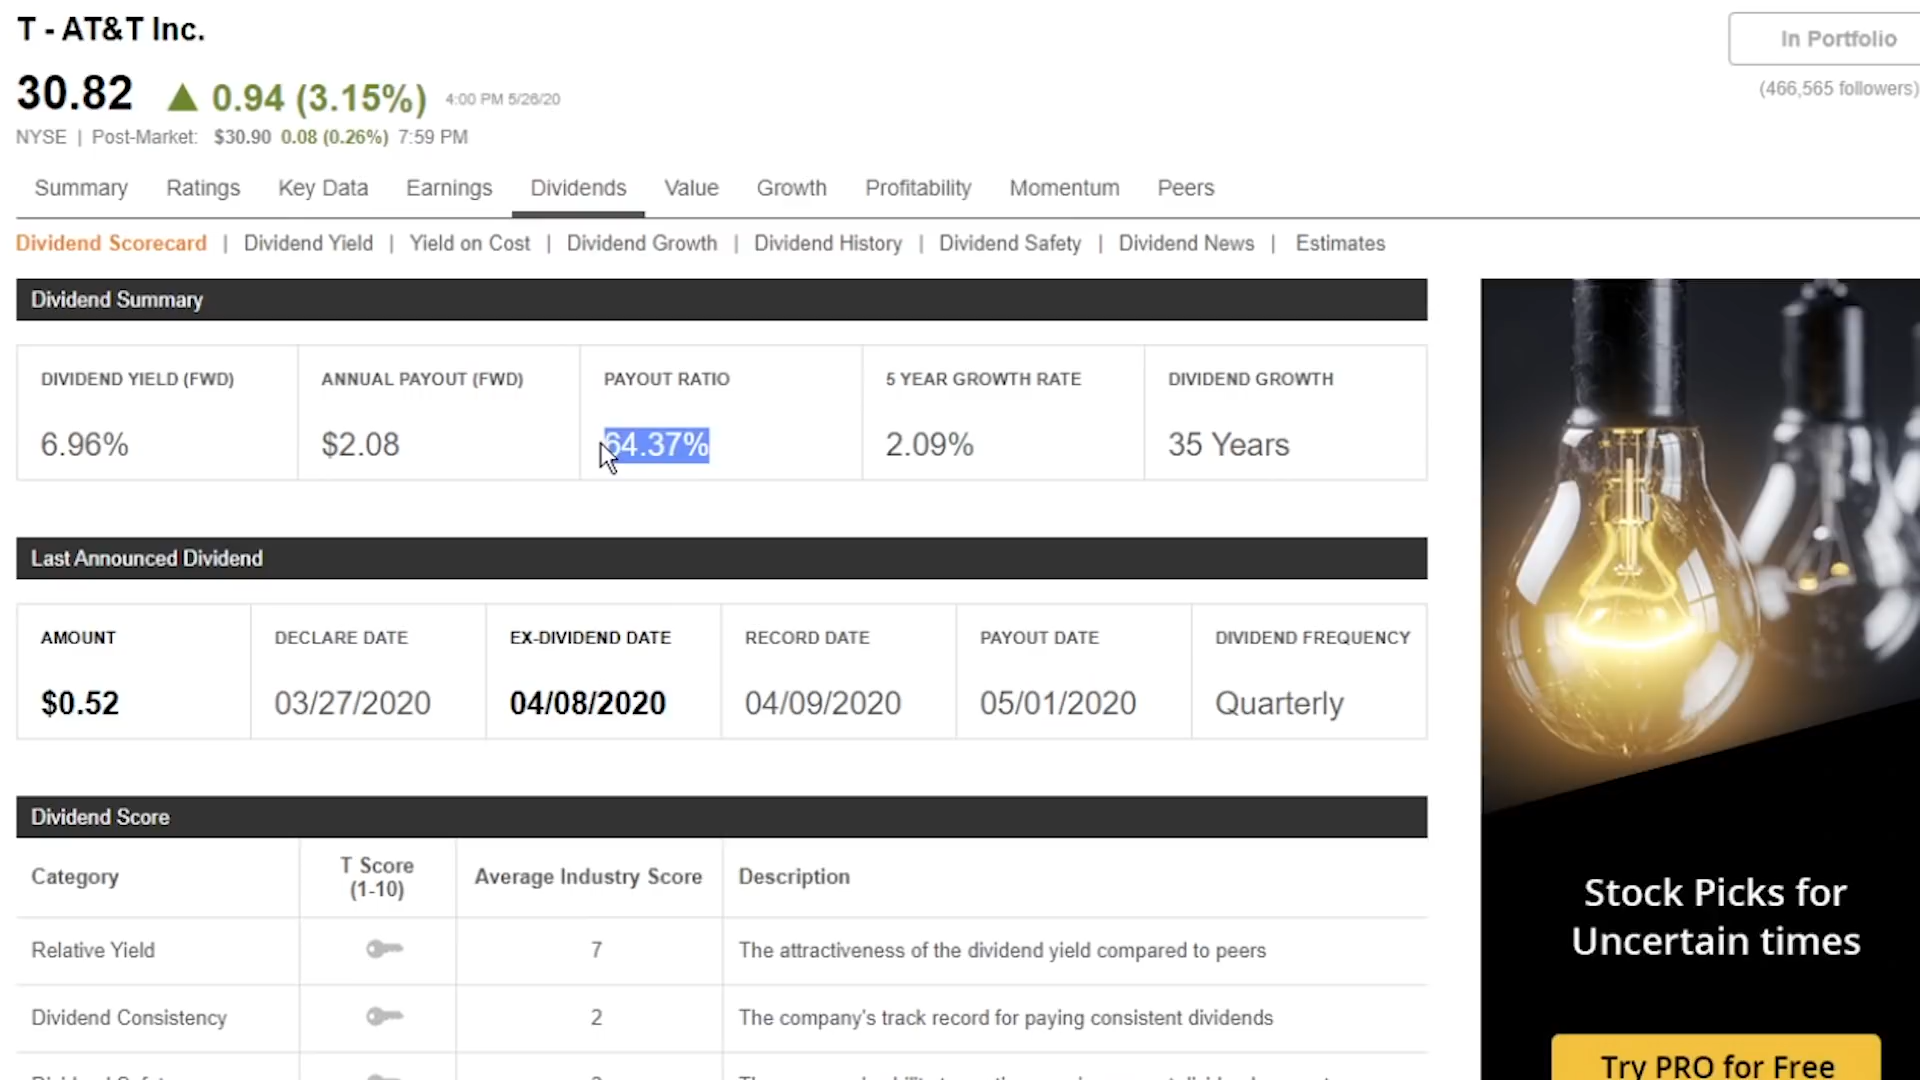 T - AT&T Inc.
In Portfolio
30.82 ▲ 0.94 (3.15%) 4:00 PM 5/26/20
(466,565 followers)
NYSE | Post-Market: $30.90 0.08 (0.26%) 7:59 PM
Summary Ratings Key Data Earnings Dividends Value Growth Profitability Momentum Peers
Dividend Scorecard | Dividend Yield | Yield on Cost | Dividend Growth | Dividend History | Dividend Safety | Dividend News | Estimates
Dividend Summary
DIVIDEND YIELD (FWD) ANNUAL PAYOUT (FWD) PAYOUT RATIO 5 YEAR GROWTH RATE DIVIDEND GROWTH
6.96% $2.08 64.37% 2.09% 35 Years
Last Announced Dividend
AMOUNT DECLARE DATE EX-DIVIDEND DATE RECORD DATE PAYOUT DATE DIVIDEND FREQUENCY
$0.52 03/27/2020 04/08/2020 04/09/2020 05/01/2020 Quarterly
Dividend Score
Category T Score (1-10) Average Industry Score Description
Relative Yield 7 The attractiveness of the dividend yield compared to peers
Dividend Consistency 2 The company's track record for paying consistent dividends
Stock Picks for
Uncertain times
Try PRO for Free